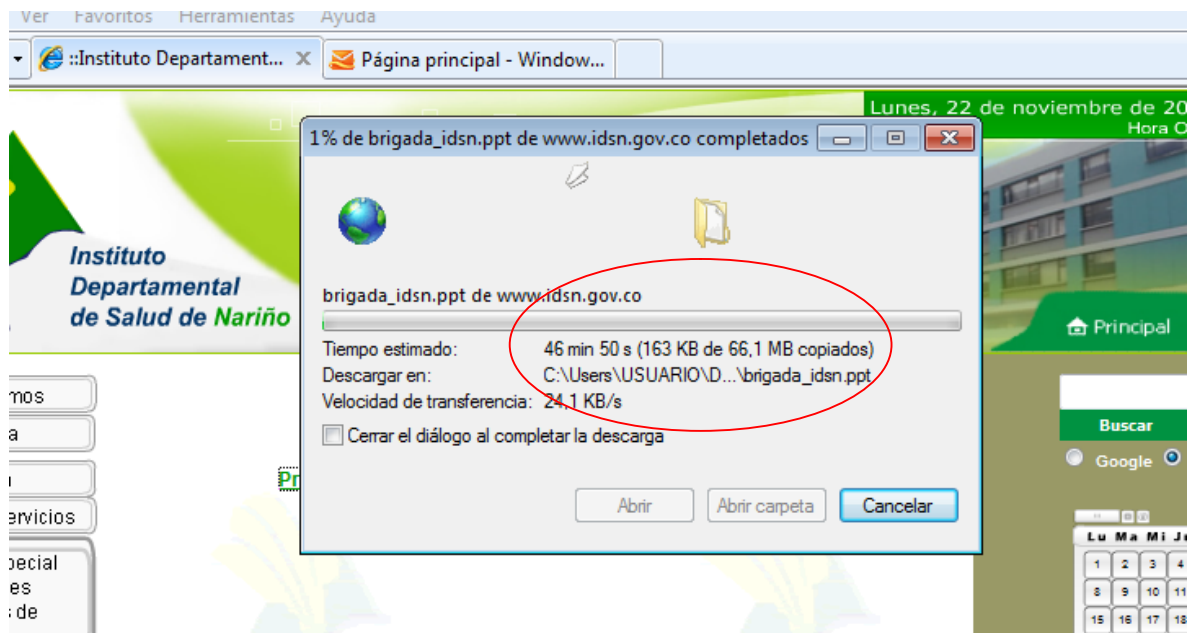 Ver Favoritos Herramientas Ayuda
::Instituto Departament... Página principal - Window...
Lunes, 22 de noviembre de 20
Hora O
1% de brigada_idsn.ppt de www.idsn.gov.co completados
Instituto
Departamental
de Salud de Nariño
brigada_idsn.ppt de www.idsn.gov.co
Tiempo estimado: 46 min 50 s (163 KB de 66,1 MB copiados)
Descargar en: C:\Users\USUARIO\D...\brigada_idsn.ppt
Velocidad de transferencia: 24,1 KB/s
Cerrar el diálogo al completar la descarga
Abrir Abrir carpeta Cancelar
Principal
Buscar
Google
mos
a
Pr
ervicios
pecial
es
de
Lu Ma Mi Ju
1 2 3 4
8 9 10 11
15 16 17 18